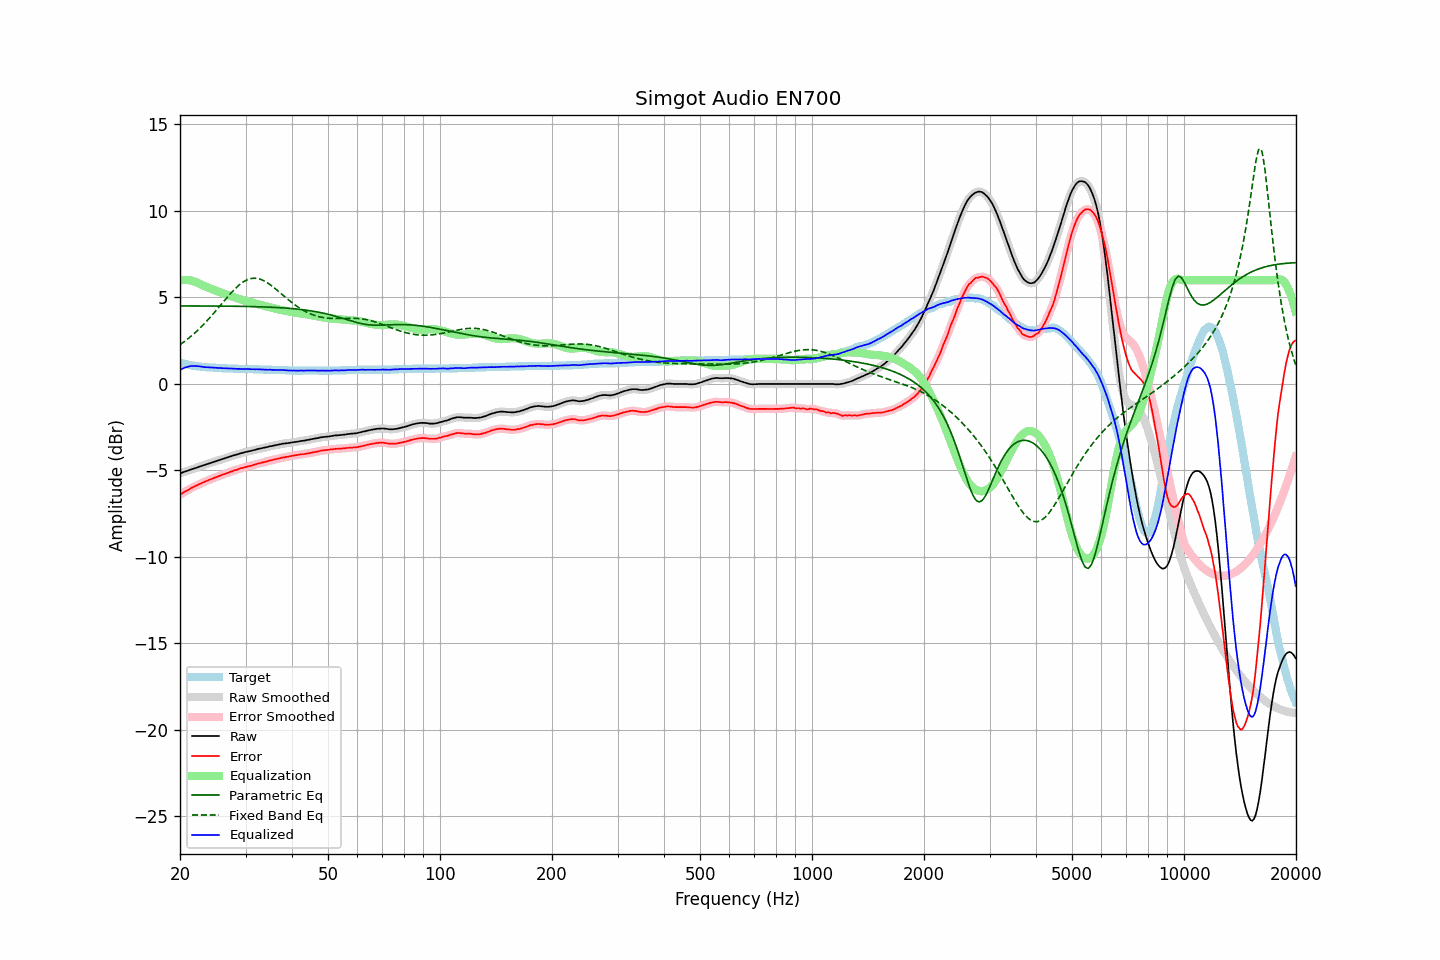 Simgot Audio EN700
15
10
5
0
−5
−10
−15
−20
−25
Amplitude (dBr)
Target
Raw Smoothed
Error Smoothed
Raw
Error
Equalization
Parametric Eq
Fixed Band Eq
Equalized
20 50 100 200 500 1000 2000 5000 10000 20000
Frequency (Hz)